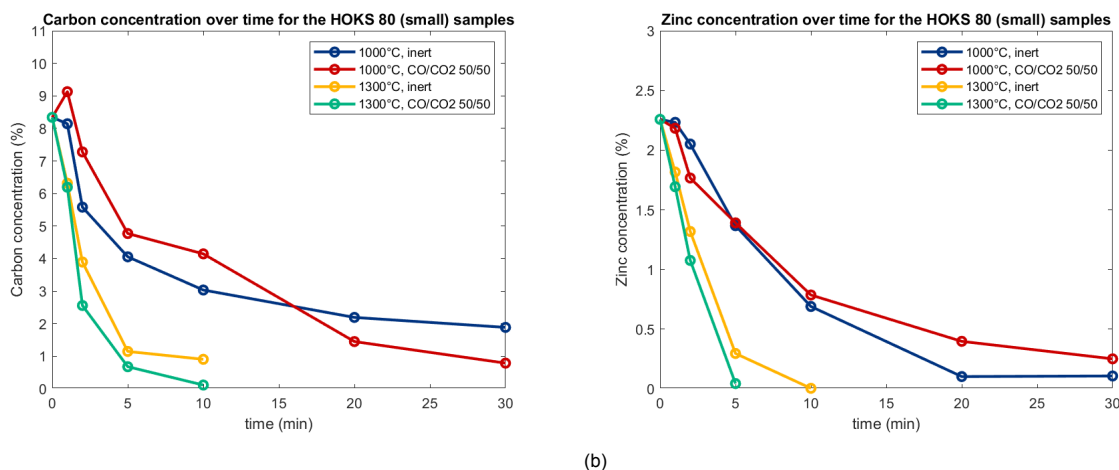 Carbon concentration over time for the HOKS 80 (small) samples
11
10
9
8
7
6
5
4
3
2
1
0
Carbon concentration (%)
1000°C, inert
1000°C, CO/CO2 50/50
1300°C, inert
1300°C, CO/CO2 50/50
0 5 10 15 20 25 30
time (min)
Zinc concentration over time for the HOKS 80 (small) samples
3
2.5
2
1.5
1
0.5
0
Zinc concentration (%)
1000°C, inert
1000°C, CO/CO2 50/50
1300°C, inert
1300°C, CO/CO2 50/50
0 5 10 15 20 25 30
time (min)
(b)